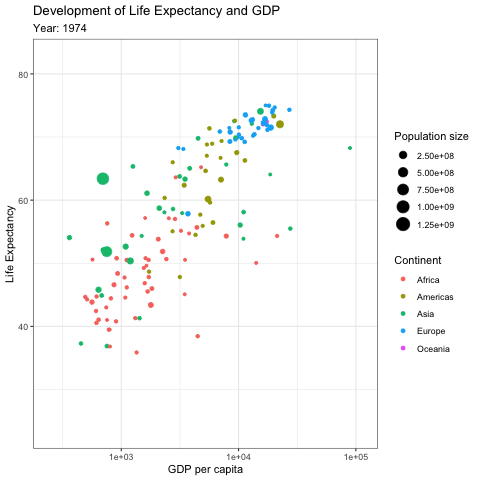 Development of Life Expectancy and GDP
Year: 1974
80
60
40
Life Expectancy
1e+03
1e+04
1e+05
GDP per capita
Population size
2.50e+08
5.00e+08
7.50e+08
1.00e+09
1.25e+09
Continent
Africa
Americas
Asia
Europe
Oceania